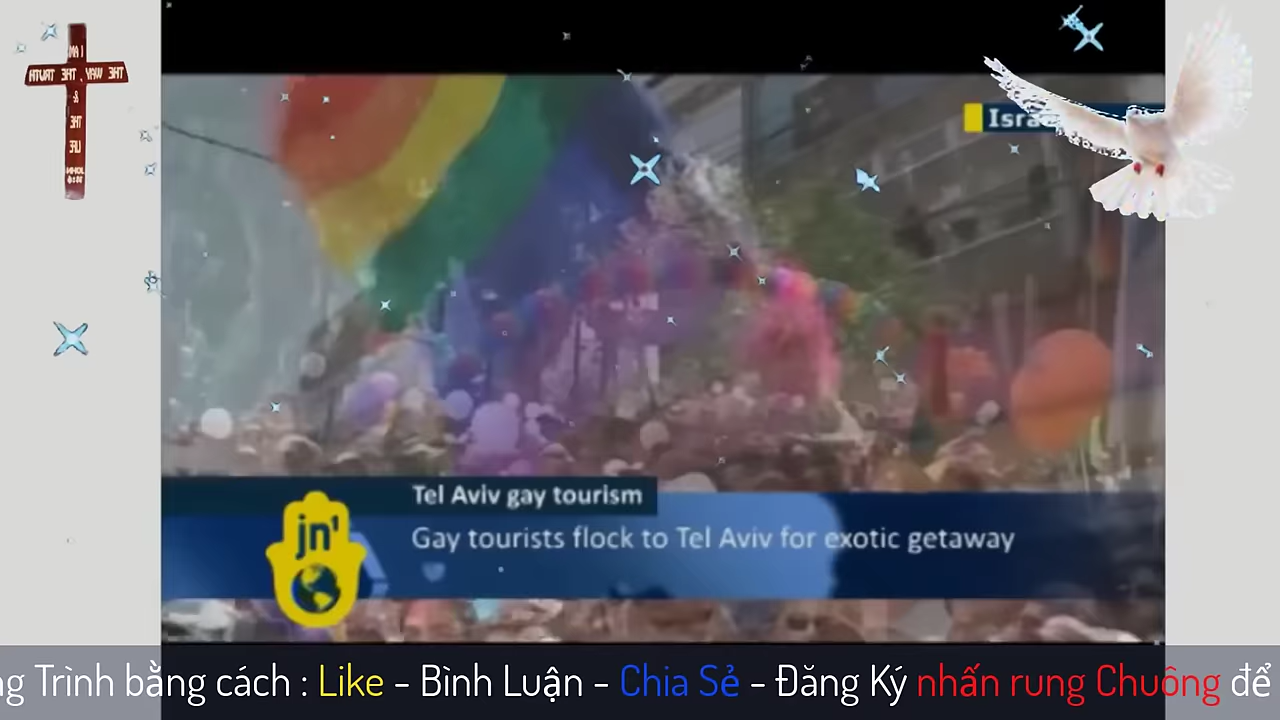 Tel Aviv gay tourism
jn1
Gay tourists flock to Tel Aviv for exotic getaway
ng Trình bằng cách : Like - Bình Luận - Chia Sẻ - Đăng Ký nhấn rung Chuông để